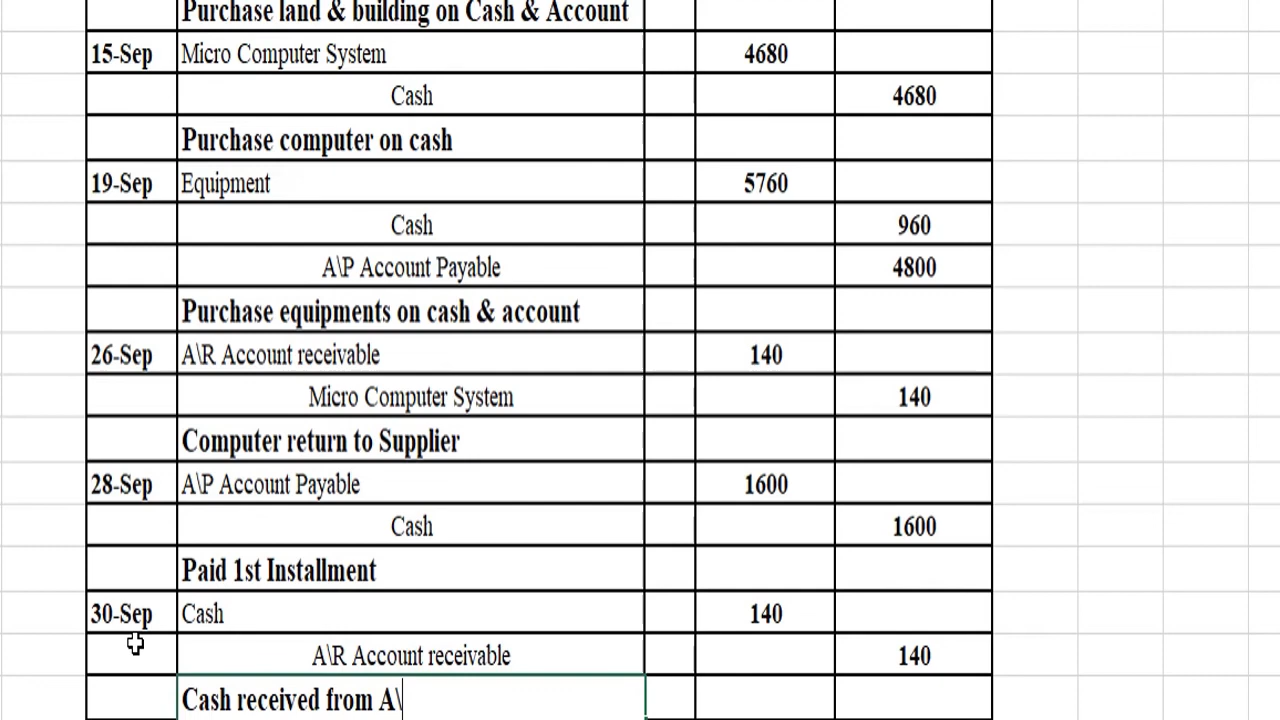 Purchase land & building on Cash & Account
15-Sep Micro Computer System 4680
Cash 4680
Purchase computer on cash
19-Sep Equipment 5760
Cash 960
A\P Account Payable 4800
Purchase equipments on cash & account
26-Sep A\R Account receivable 140
Micro Computer System 140
Computer return to Supplier
28-Sep A\P Account Payable 1600
Cash 1600
Paid 1st Installment
30-Sep Cash 140
A\R Account receivable 140
Cash received from A\